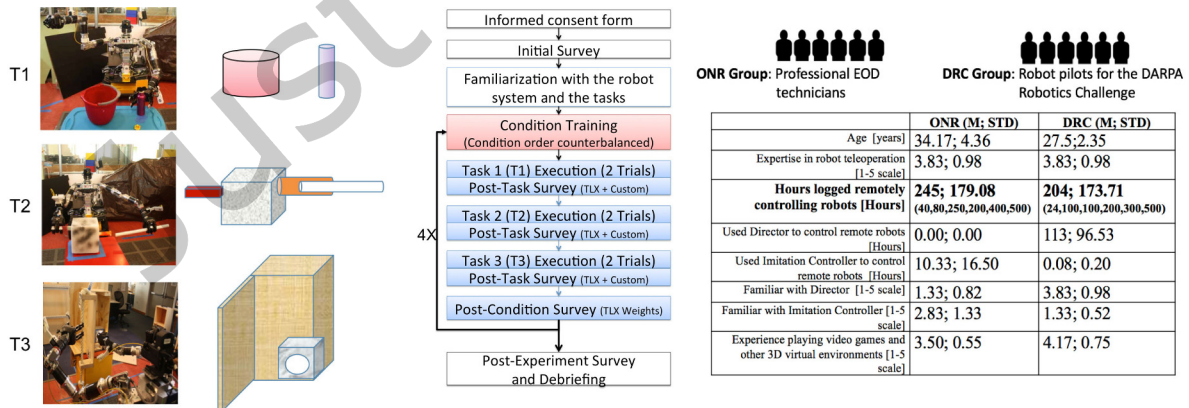 T1
T2
T3
Just
Informed consent form
Initial Survey
Familiarization with the robot
system and the tasks
Condition Training
(Condition order counterbalanced)
Task 1 (T1) Execution (2 Trials)
Post-Task Survey (TLX + Custom)
Task 2 (T2) Execution (2 Trials)
Post-Task Survey (TLX + Custom)
4X
Task 3 (T3) Execution (2 Trials)
Post-Task Survey (TLX + Custom)
Post-Condition Survey (TLX Weights)
Post-Experiment Survey
and Debriefing
ONR Group: Professional EOD
technicians
DRC Group: Robot pilots for the DARPA
Robotics Challenge
ONR (M; STD) DRC (M; STD)
Age [years] 34.17; 4.36 27.5;2.35
Expertise in robot teleoperation
[1-5 scale] 3.83; 0.98 3.83; 0.98
Hours logged remotely
controlling robots [Hours] 245; 179.08 204; 173.71
(40,80,250,200,400,500) (24,100,100,200,300,500)
Used Director to control remote robots
[Hours] 0.00; 0.00 113; 96.53
Used Imitation Controller to control
remote robots [Hours] 10.33; 16.50 0.08; 0.20
Familiar with Director [1-5 scale] 1.33; 0.82 3.83; 0.98
Familiar with Imitation Controller [1-5
scale] 2.83; 1.33 1.33; 0.52
Experience playing video games and
other 3D virtual environments [1-5
scale] 3.50; 0.55 4.17; 0.75